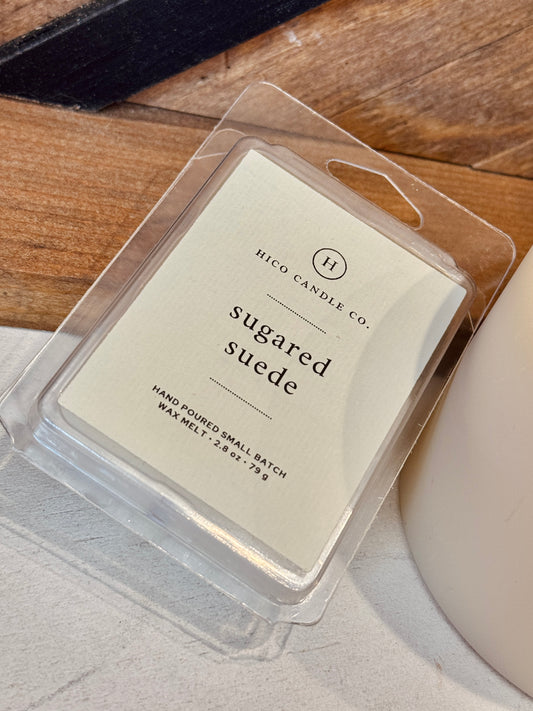 H
HICO CANDLE CO.
sugared
suede
HAND POURED SMALL BATCH
WAX MELT • 2.8 oz • 79 g